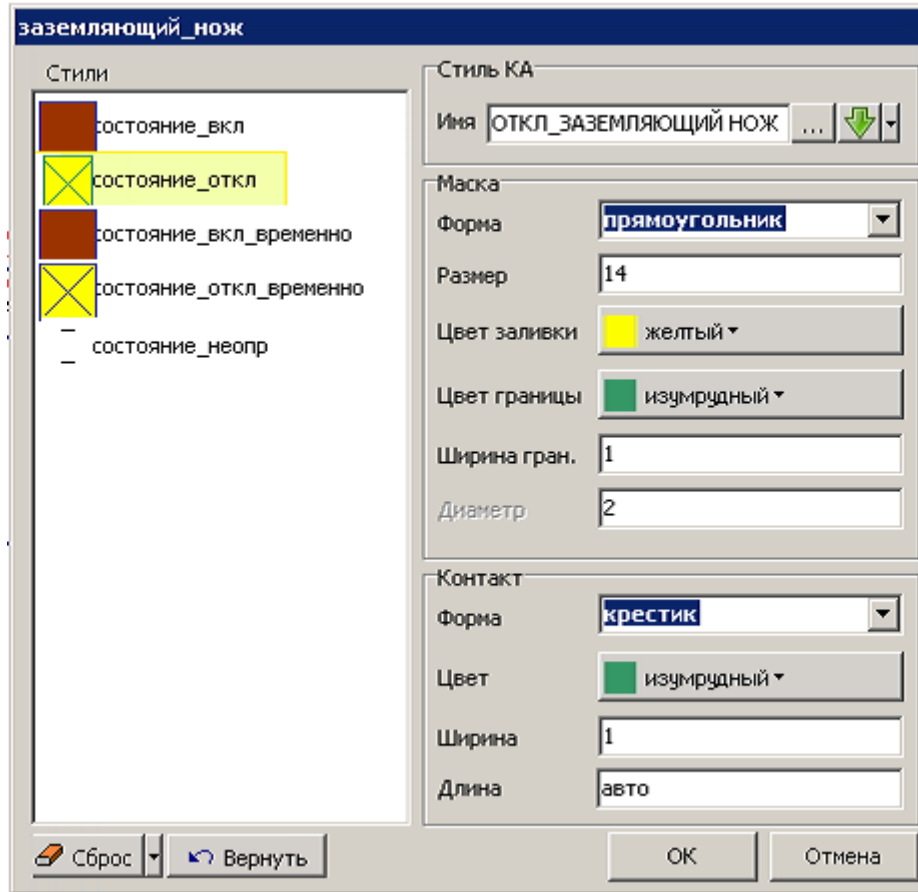 заземляющий_нож
Стили
состояние_вкл
состояние_откл
состояние_вкл_временно
состояние_откл_временно
состояние_неопр
Сброс
Вернуть
Стиль КА
Имя ОТКЛ_ЗАЗЕМЛЯЮЩИЙ НОЖ ...
Маска
Форма прямоугольник
Размер 14
Цвет заливки желтый
Цвет границы изумрудный
Ширина гран. 1
Диаметр 2
Контакт
Форма крестик
Цвет изумрудный
Ширина 1
Длина авто
ОК Отмена